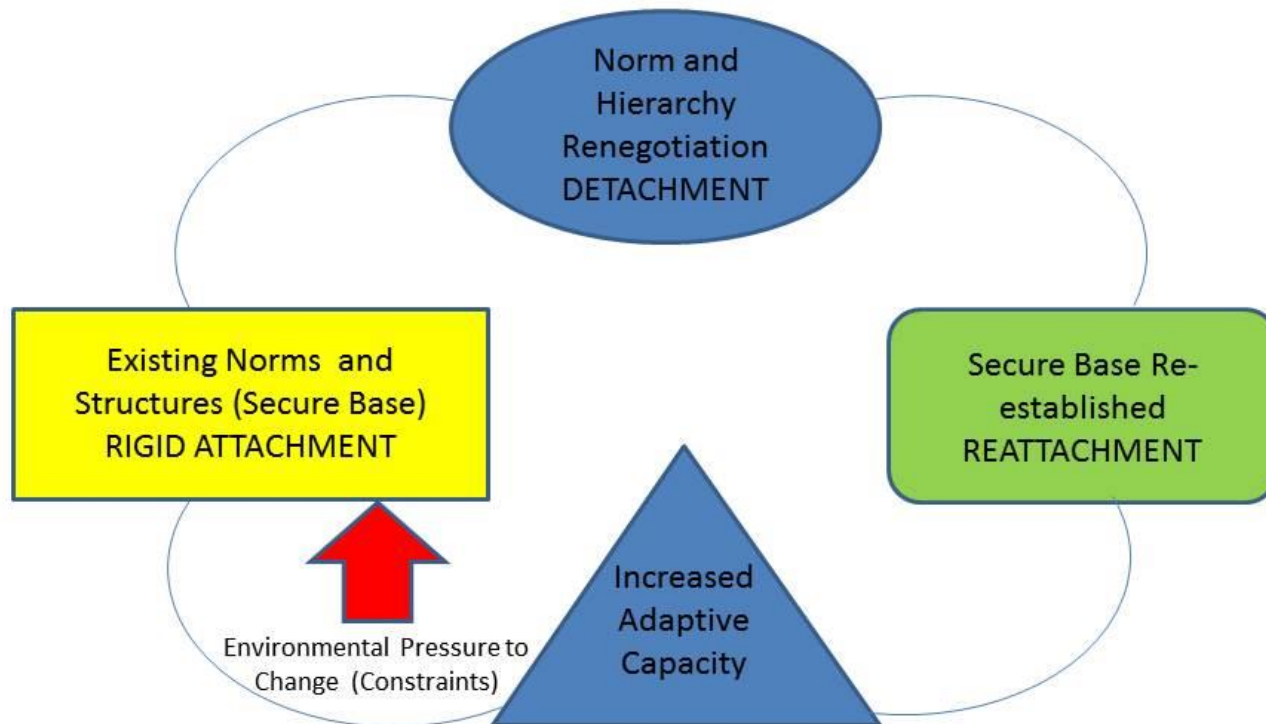 Norm and
Hierarchy
Renegotiation
DETACHMENT
Existing Norms and
Structures (Secure Base)
RIGID ATTACHMENT
Secure Base Re-
established
REATTACHMENT
Environmental Pressure to
Change (Constraints)
Increased
Adaptive
Capacity